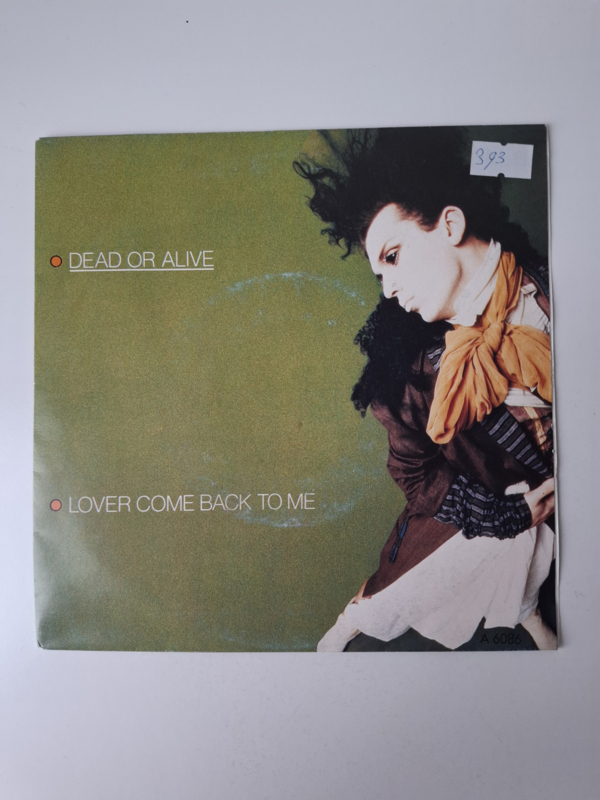 393
DEAD OR ALIVE
LOVER COME BACK TO ME
A 6086